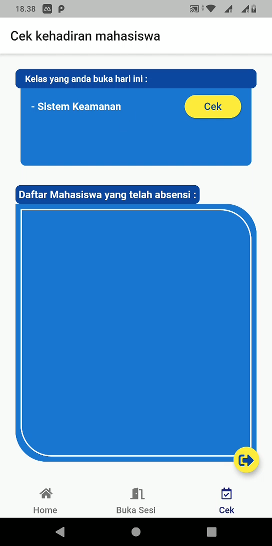 18.38
Cek kehadiran mahasiswa
Kelas yang anda buka hari ini :
- Sistem Keamanan
Cek
Daftar Mahasiswa yang telah absensi :
Home
Buka Sesi
Cek